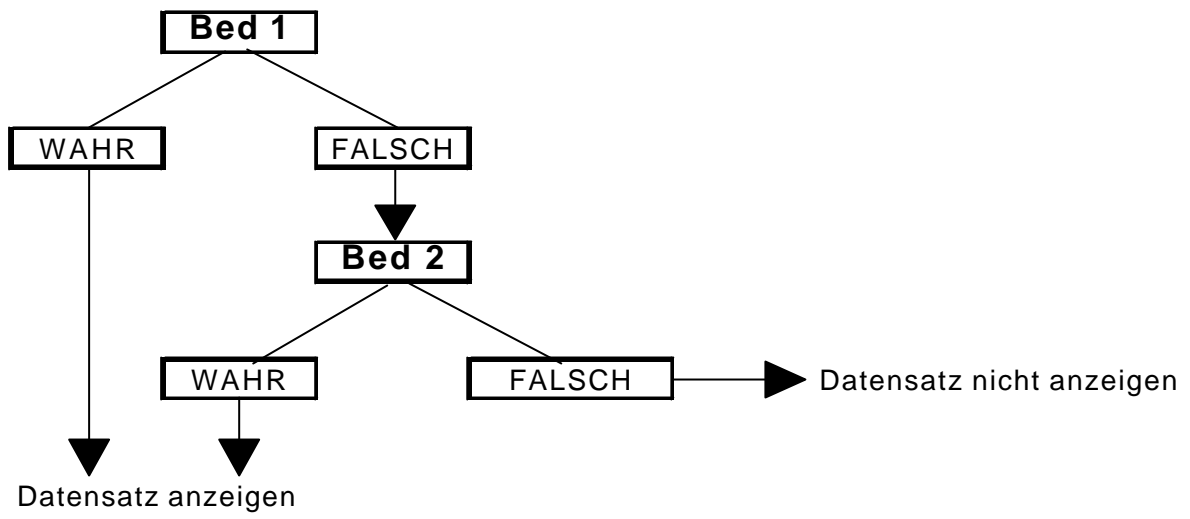 Bed 1
WAHR
FALSCH
Bed 2
WAHR
FALSCH
Datensatz nicht anzeigen
Datensatz anzeigen